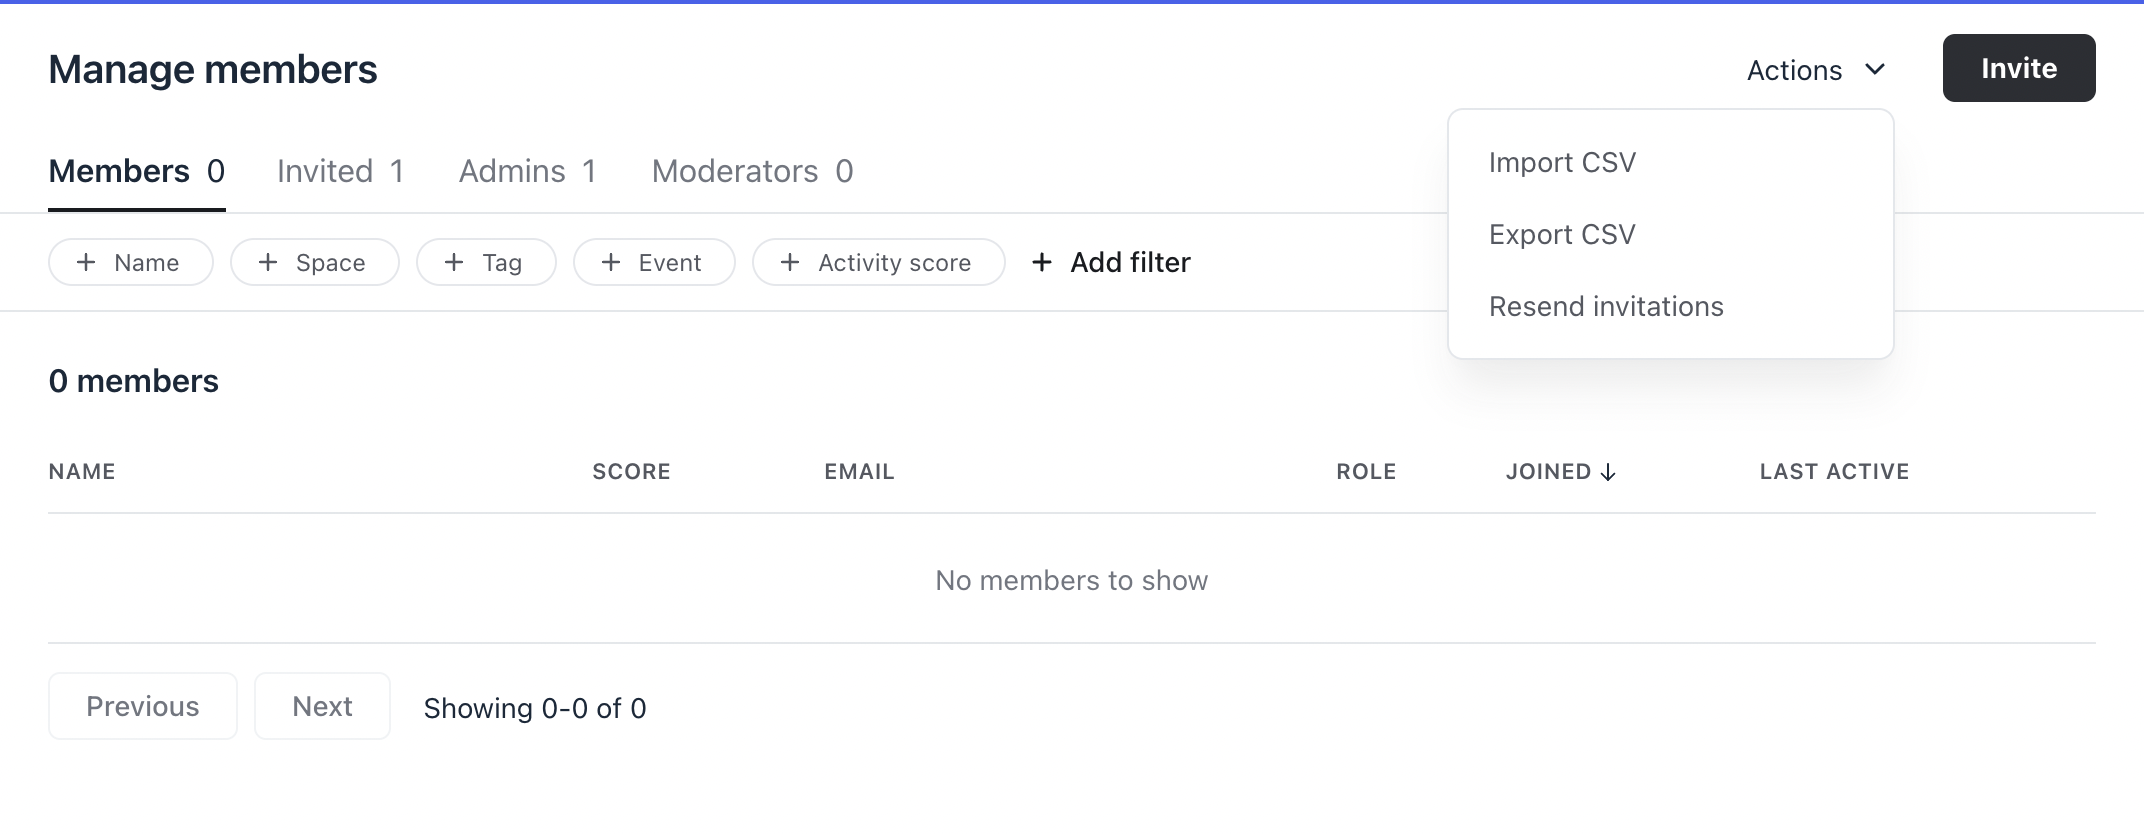 Manage members
Actions
Invite
Import CSV
Export CSV
Resend invitations
Members 0
Invited 1
Admins 1
Moderators 0
+ Name
+ Space
+ Tag
+ Event
+ Activity score
+ Add filter
0 members
NAME
SCORE
EMAIL
ROLE
JOINED ↓
LAST ACTIVE
No members to show
Previous
Next
Showing 0-0 of 0